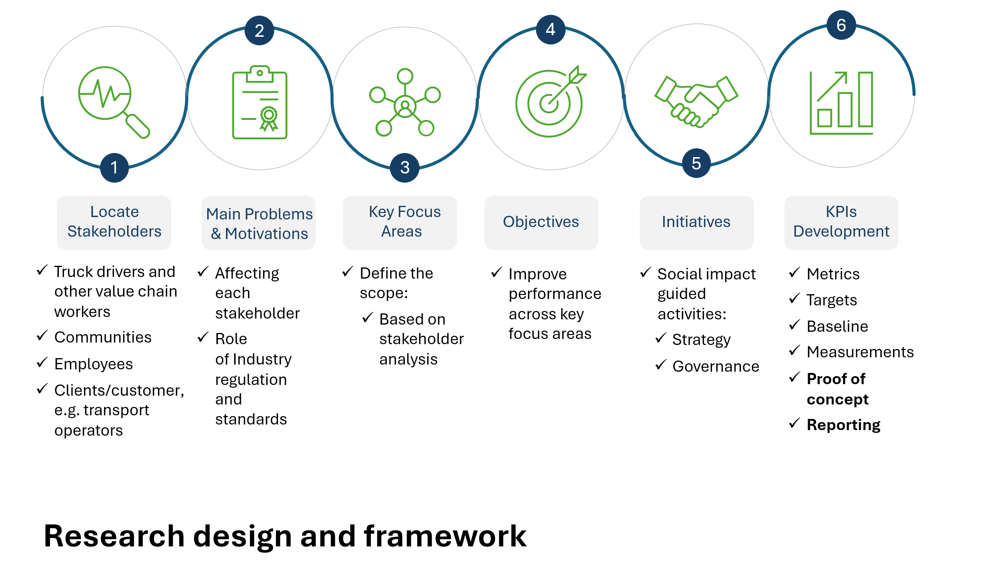 1
2
3
4
5
6
Locate
Stakeholders
✓ Truck drivers and
other value chain
workers
✓ Communities
✓ Employees
✓ Clients/customer,
e.g. transport
operators
Main Problems
& Motivations
✓ Affecting
each
stakeholder
✓ Role
of Industry
regulation
and
standards
Key Focus
Areas
✓ Define the
scope:
✓ Based on
stakeholder
analysis
Objectives
✓ Improve
performance
across key
focus areas
Initiatives
✓ Social impact
guided
activities:
✓ Strategy
✓ Governance
KPIs
Development
✓ Metrics
✓ Targets
✓ Baseline
✓ Measurements
✓ Proof of
concept
✓ Reporting
Research design and framework